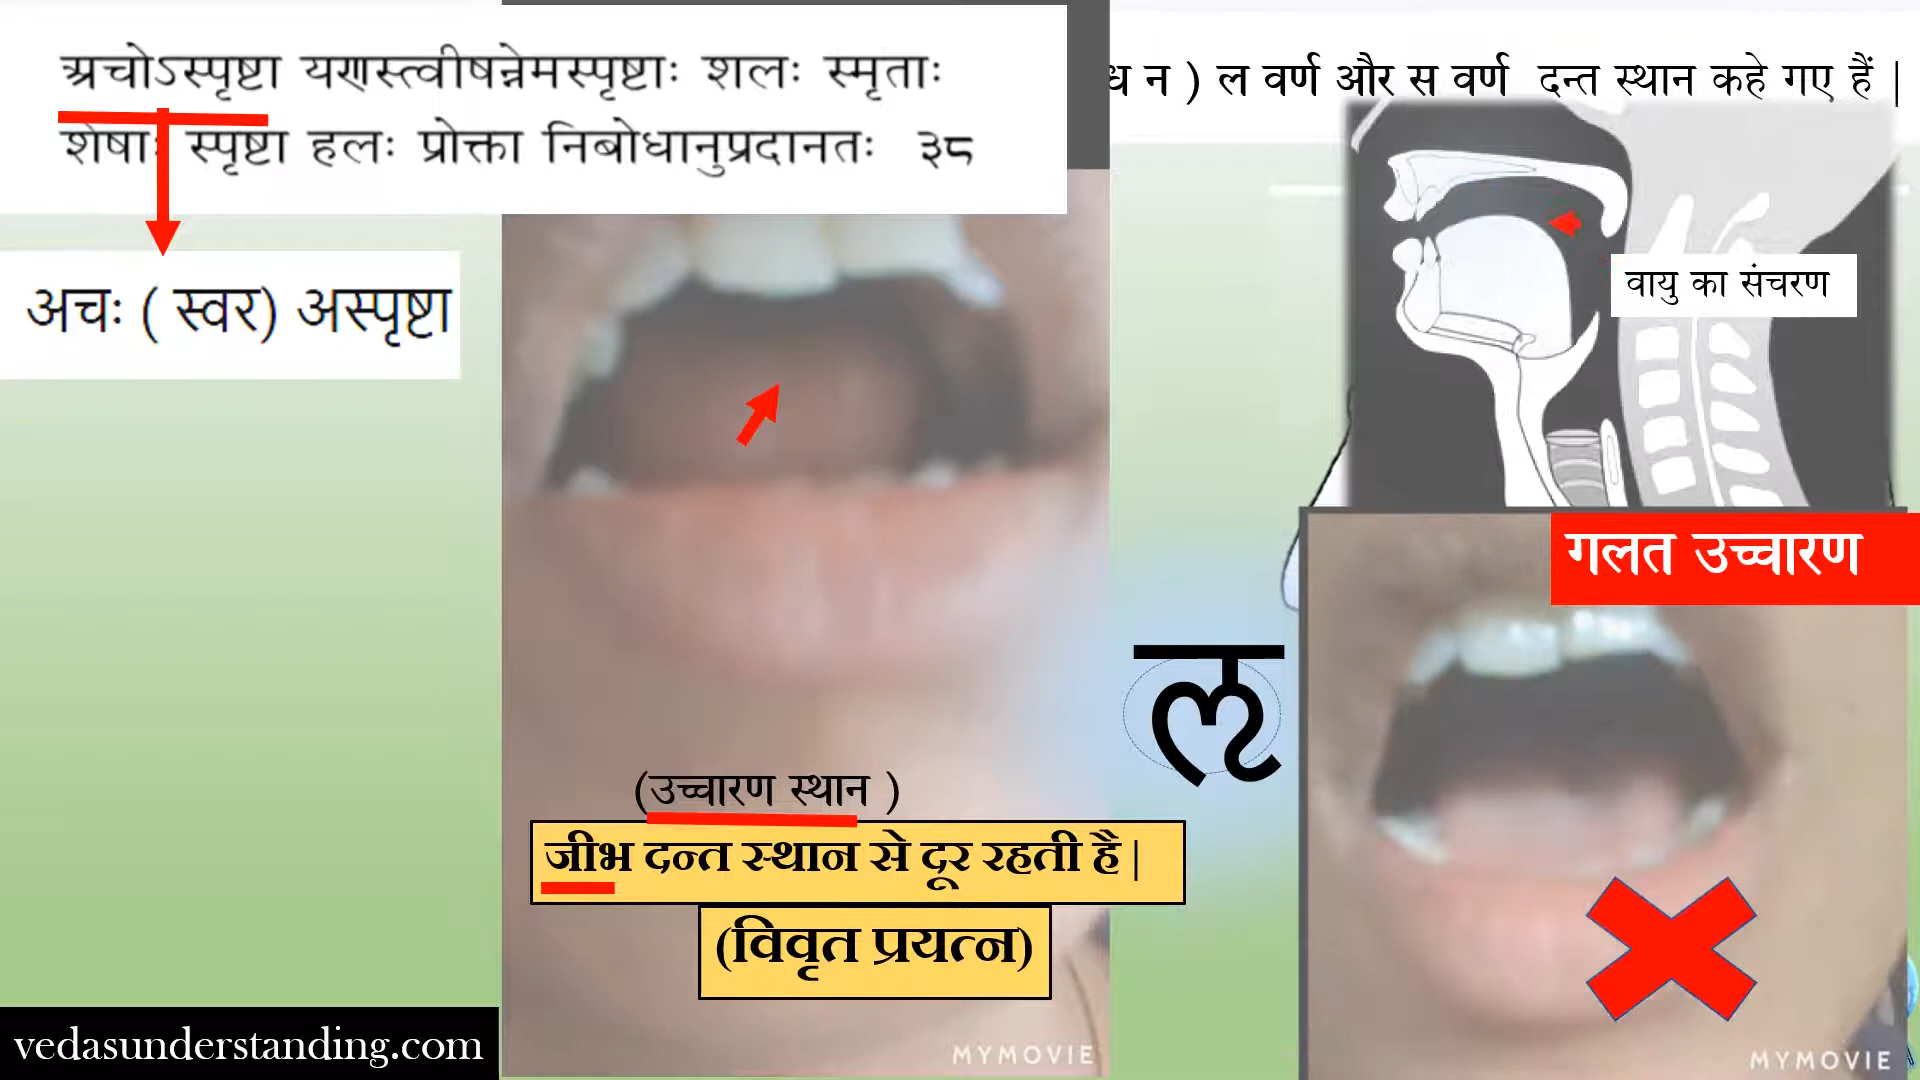 अचोऽस्पृष्टा यणस्त्वीषन्नेमस्पृष्टाः शलः स्मृताः
शेषाः स्पृष्टा हलः प्रोक्ता निबोधानुप्रदानतः ३८
ध न ) ल वर्ण और स वर्ण दन्त स्थान कहे गए हैं |
अचः ( स्वर) अस्पृष्टा
वायु का संचरण
गलत उच्चारण
ऌ
(उच्चारण स्थान )
जीभ दन्त स्थान से दूर रहती है |
(विवृत प्रयत्न)
vedasunderstanding.com
MYMOVIE
MYMOVIE